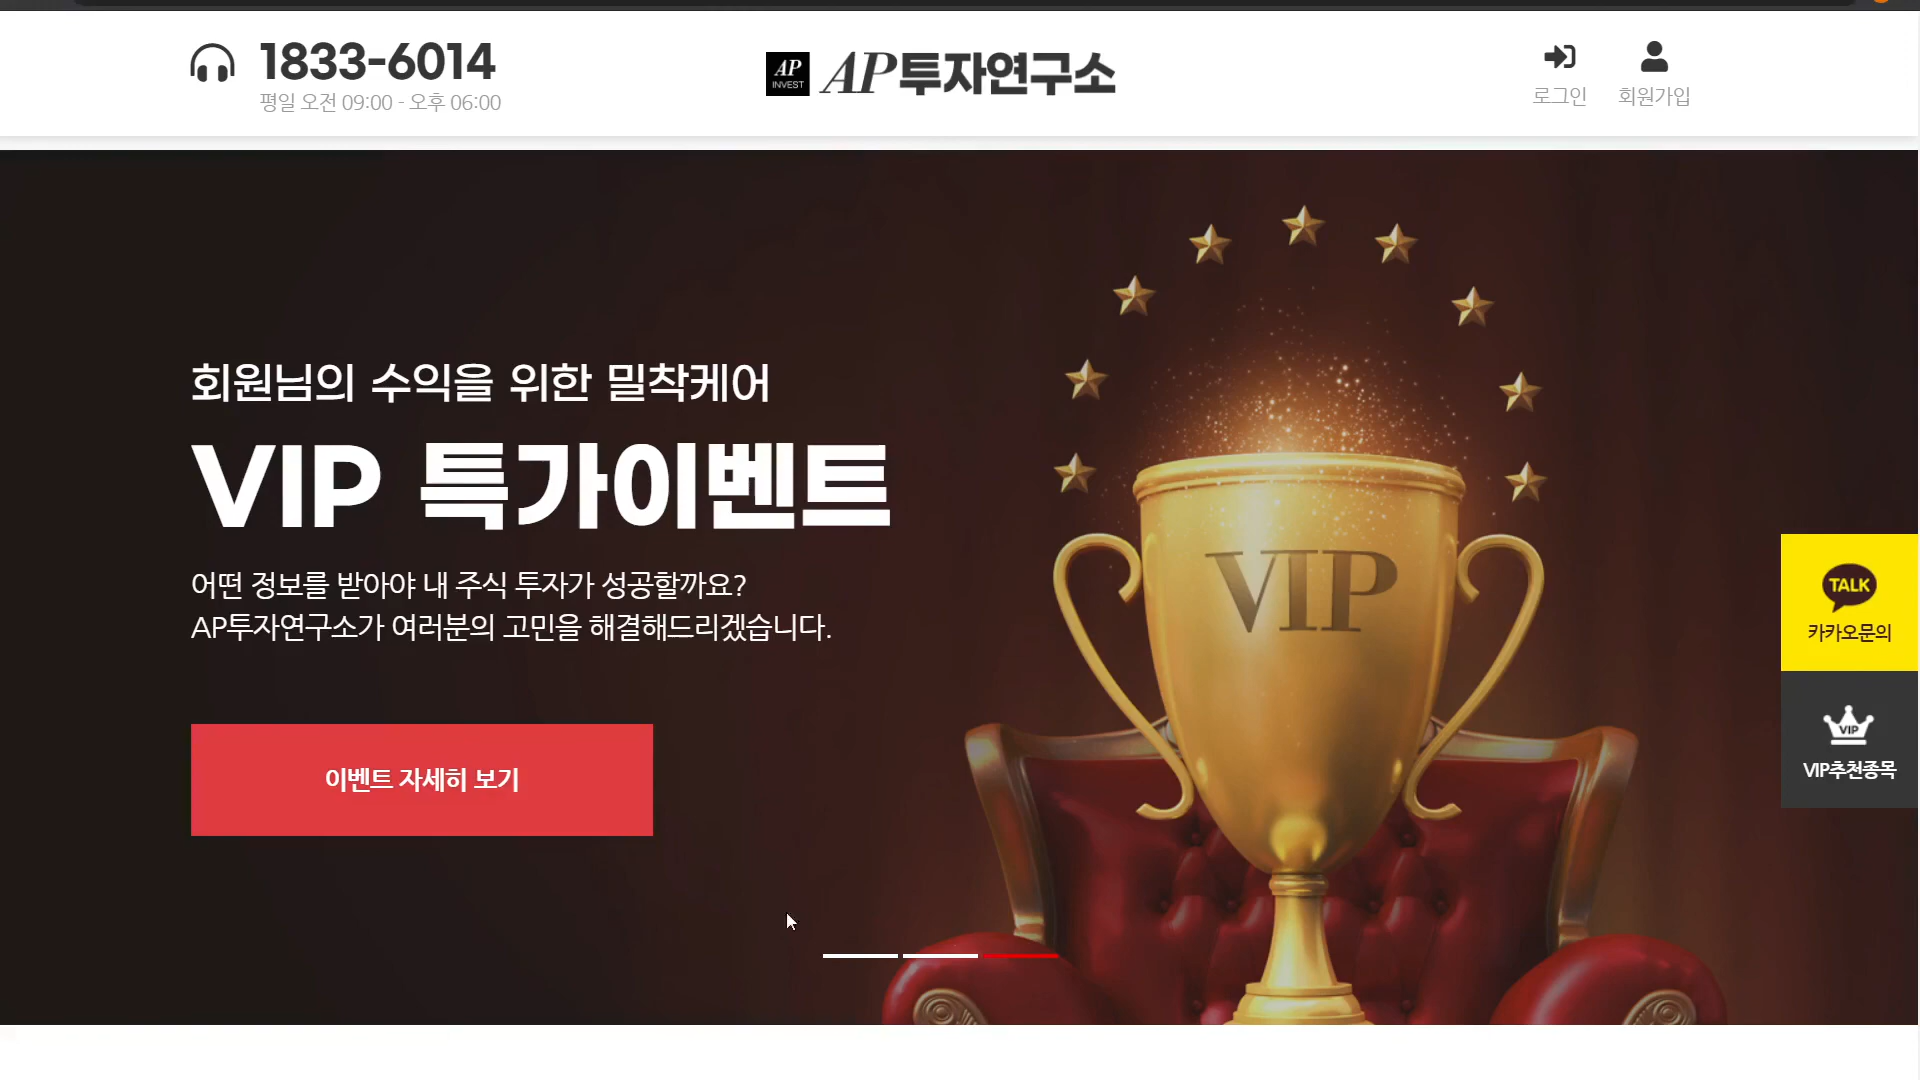 1833-6014
평일 오전 09:00 - 오후 06:00
AP
INVEST
AP투자연구소
로그인
회원가입
회원님의 수익을 위한 밀착케어
VIP 특가이벤트
어떤 정보를 받아야 내 주식 투자가 성공할까요?
AP투자연구소가 여러분의 고민을 해결해드리겠습니다.
이벤트 자세히 보기
VIP
TALK
카카오문의
VIP
VIP추천종목